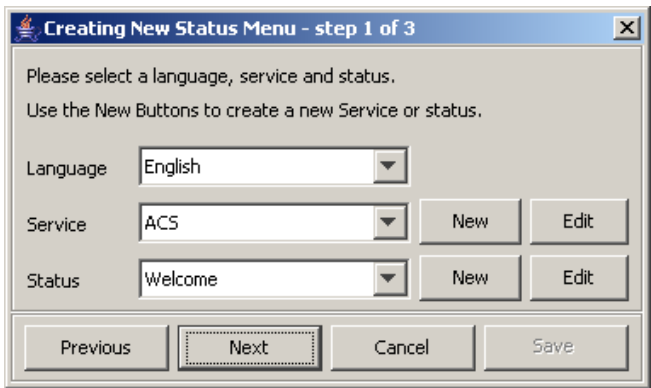 Creating New Status Menu - step 1 of 3
Please select a language, service and status.
Use the New Buttons to create a new Service or status.
Language English
Service ACS New Edit
Status Welcome New Edit
Previous Next Cancel Save